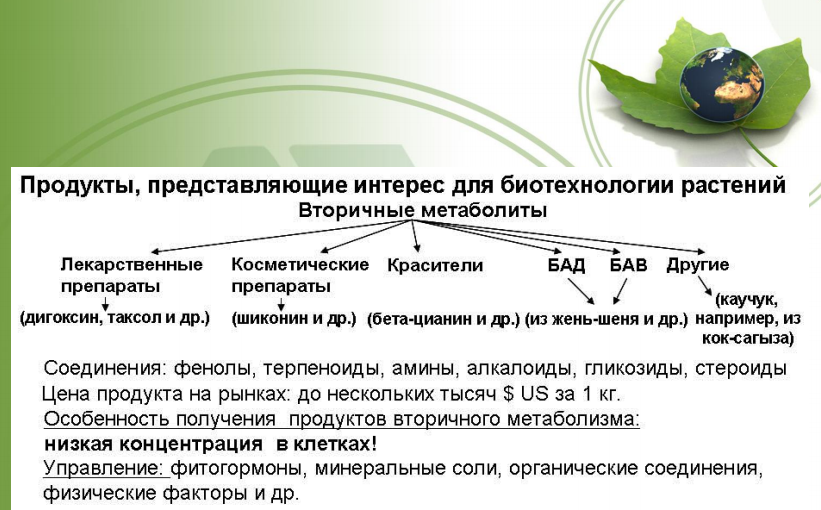 Продукты, представляющие интерес для биотехнологии растений
Вторичные метаболиты
Лекарственные препараты
Косметические препараты
Красители
БАД
БАВ
Другие
(дигоксин, таксол и др.)
(шиконин и др.)
(бета-цианин и др.)
(из жень-шеня и др.)
(каучук,
например, из
кок-сагыза)
Соединения: фенолы, терпеноиды, амины, алкалоиды, гликозиды, стероиды
Цена продукта на рынках: до нескольких тысяч $ US за 1 кг.
Особенность получения продуктов вторичного метаболизма:
низкая концентрация в клетках!
Управление: фитогормоны, минеральные соли, органические соединения,
физические факторы и др.